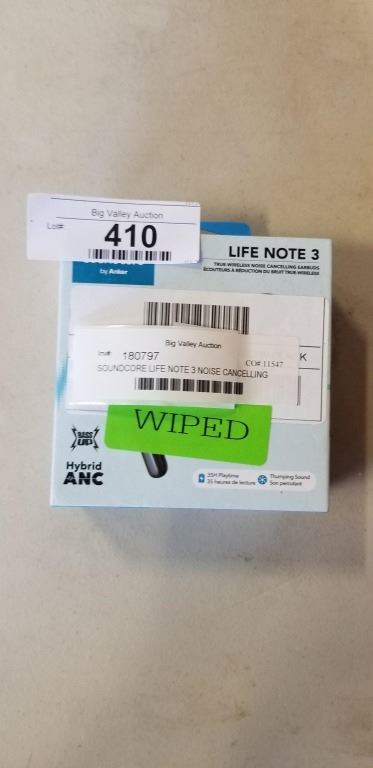 Big Valley Auction
Lot#: 410
by Anker
LIFE NOTE 3
TRUE-WIRELESS NOISE CANCELLING EARBUDS
ÉCOUTEURS À RÉDUCTION DU BRUIT TRUE-WIRELESS
K
Big Valley Auction
Inv#: 180797
CO# 11547
SOUNDCORE LIFE NOTE 3 NOISE CANCELLING
WIPED
BASS UP
Hybrid
ANC
35H Playtime
35 heures de lecture
Thumping Sound
Son percutant